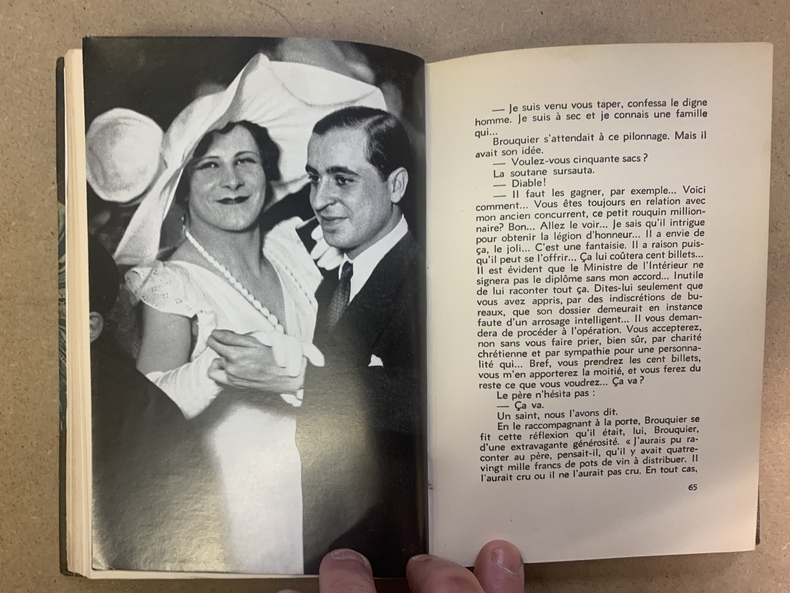 — Je suis venu vous taper, confessa le digne
homme. Je suis à sec et je connais une famille
qui...
Brouquier s'attendait à ce pilonnage. Mais il
avait son idée.
— Voulez-vous cinquante sacs ?
La soutane sursauta.
— Diable !
— Il faut les gagner, par exemple... Voici
comment... Vous êtes toujours en relation avec
mon ancien concurrent, ce petit rouquin million-
naire? Bon... Allez le voir... Je sais qu'il intrigue
pour obtenir la légion d'honneur... Il a envie de
ça, le joli... C'est une fantaisie. Il a raison puis-
qu'il peut se l'offrir... Ça lui coûtera cent billets...
Il est évident que le Ministre de l'Intérieur ne
signera pas le diplôme sans mon accord... Inutile
de lui raconter tout ça. Dites-lui seulement que
vous avez appris, par des indiscrétions de bu-
reaux, que son dossier demeurait en instance
faute d'un arrosage intelligent... Il vous deman-
dera de procéder à l'opération. Vous accepterez,
non sans vous faire prier, bien sûr, par charité
chrétienne et par sympathie pour une personna-
lité qui... Bref, vous prendrez les cent billets,
vous m'en apporterez la moitié, et vous ferez du
reste ce que vous voudrez... Ça va ?
Le père n'hésita pas :
— Ça va.
Un saint, nous l'avons dit.
En le raccompagnant à la porte, Brouquier se
fit cette réflexion qu'il était, lui, Brouquier,
d'une extravagante générosité. « J'aurais pu ra-
conter au père, pensait-il, qu'il y avait quatre-
vingt mille francs de pots de vin à distribuer. Il
l'aurait cru ou il ne l'aurait pas cru. En tout cas,
65